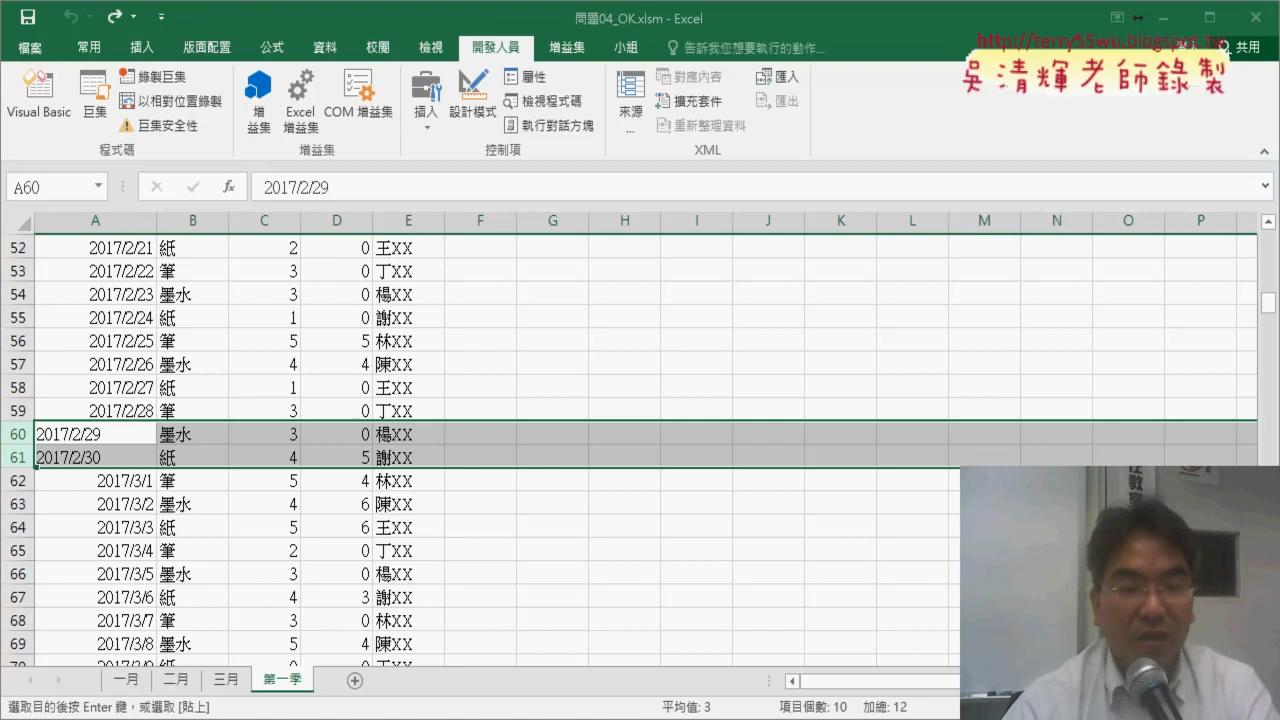 問題04_OK.xlsm - Excel
http://terry55wu.blogspot.tw
吳清輝老師錄製
檔案 常用 插入 版面配置 公式 資料 校閱 檢視 開發人員 增益集 小組 告訴我您想要執行的動作... 共用
Visual Basic 巨集 錄製巨集 以相對位置錄製 巨集安全性 程式碼
增益集 Excel 增益集 COM 增益集 增益集
插入 設計模式 屬性 檢視程式碼 執行對話方塊 控制項
來源... 對應內容 擴充套件 重新整理資料 匯入 匯出 XML
A60 fx 2017/2/29
A B C D E F G H I J K L M N O P
52 2017/2/21 紙 2 0 王XX
53 2017/2/22 筆 3 0 丁XX
54 2017/2/23 墨水 3 0 楊XX
55 2017/2/24 紙 1 0 謝XX
56 2017/2/25 筆 5 5 林XX
57 2017/2/26 墨水 4 4 陳XX
58 2017/2/27 紙 1 0 王XX
59 2017/2/28 筆 3 0 丁XX
60 2017/2/29 墨水 3 0 楊XX
61 2017/2/30 紙 4 5 謝XX
62 2017/3/1 筆 5 4 林XX
63 2017/3/2 墨水 4 6 陳XX
64 2017/3/3 紙 5 6 王XX
65 2017/3/4 筆 2 0 丁XX
66 2017/3/5 墨水 3 0 楊XX
67 2017/3/6 紙 4 3 謝XX
68 2017/3/7 筆 3 0 林XX
69 2017/3/8 墨水 5 4 陳XX
一月 二月 三月 第一季
選取目的後按 Enter 鍵，或選取 [貼上] 平均值: 3 項目個數: 10 加總: 12